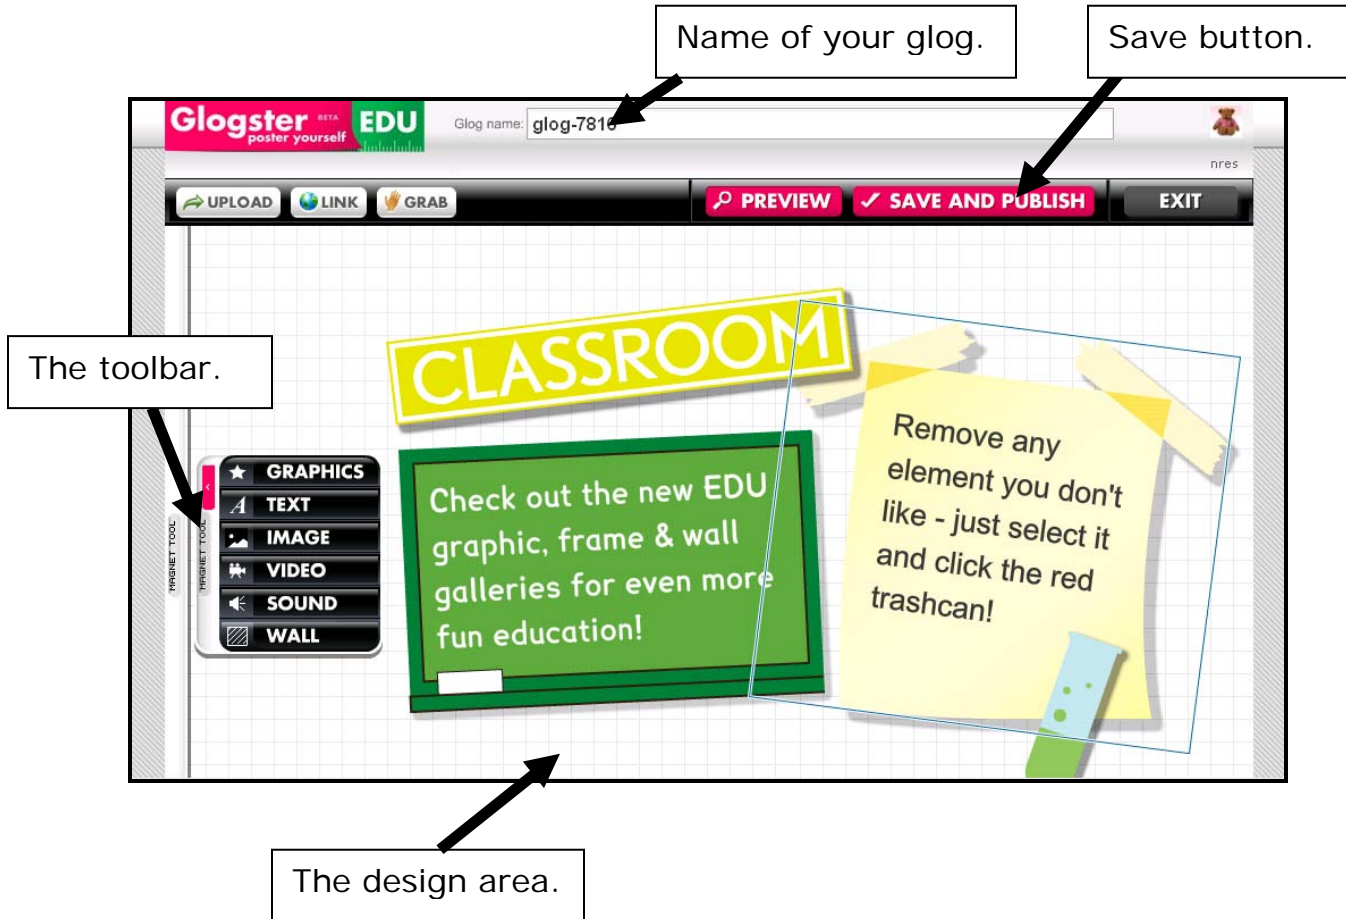 Name of your glog.
Save button.
Glogster BETA EDU
poster yourself
Glog name: glog-7816
nres
UPLOAD LINK GRAB PREVIEW SAVE AND PUBLISH EXIT
The toolbar.
CLASSROOM
GRAPHICS
TEXT
IMAGE
VIDEO
SOUND
WALL
MAGNET TOOL
MAGNET TOOL
Check out the new EDU
graphic, frame & wall
galleries for even more
fun education!
Remove any
element you don't
like - just select it
and click the red
trashcan!
The design area.